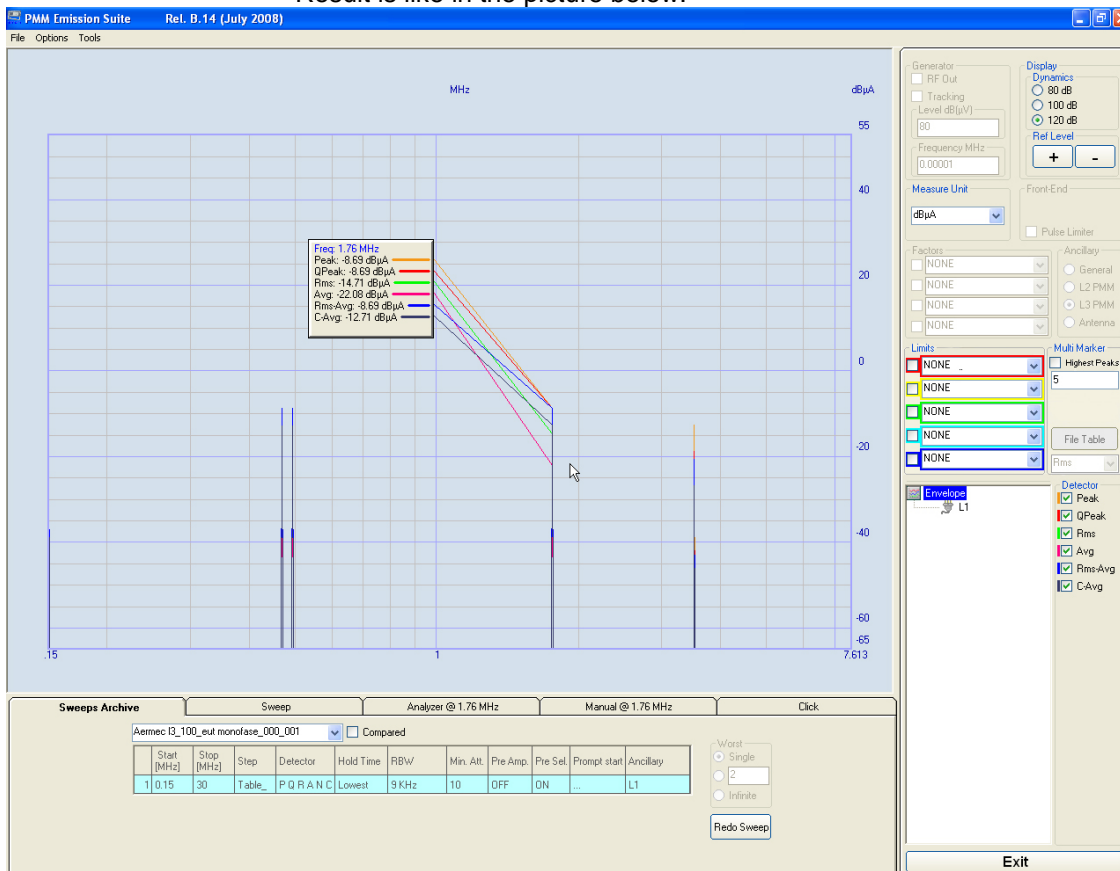 Result is like in the picture below:
PMM Emission Suite Rel. B.14 (July 2008)
File Options Tools
MHz
dBµA
55
40
20
0
-20
-40
-60
-65
.15
1
7.613
Freq: 1.76 MHz
Peak: -8.69 dBµA
QPeak: -8.69 dBµA
Rms: -14.71 dBµA
Avg: -22.08 dBµA
Rms-Avg: -8.69 dBµA
C-Avg: -12.71 dBµA
Generator
RF Out
Tracking
Level dB(µV)
80
Frequency MHz
0.00001
Display
Dynamics
80 dB
100 dB
120 dB
Ref Level
+ -
Measure Unit
dBµA
Front-End
Pulse Limiter
Factors
NONE
NONE
NONE
NONE
Ancillary
General
L2 PMM
L3 PMM
Antenna
Limits
NONE _
NONE
NONE
NONE
NONE
Multi Marker
Highest Peaks
5
File Table
Rms
Envelope
L1
Detector
Peak
QPeak
Rms
Avg
Rms-Avg
C-Avg
Sweeps Archive Sweep Analyzer @ 1.76 MHz Manual @ 1.76 MHz Click
Aermec I3_100_eut monofase_000_001 Compared
Start [MHz] Stop [MHz] Step Detector Hold Time RBW Min. Att. Pre Amp. Pre Sel. Prompt start Ancillary
1 0.15 30 Table_ P Q R A N C Lowest 9 KHz 10 OFF ON ... L1
Worst
Single
2
Infinite
Redo Sweep
Exit